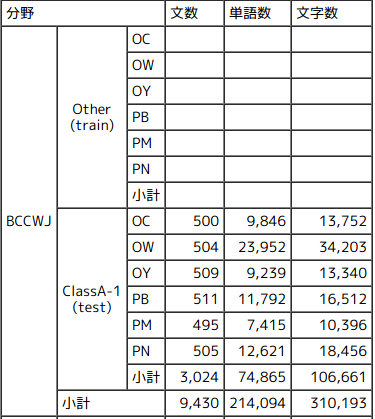 分野 文数 単語数 文字数
BCCWJ
Other
(train)
OC
OW
OY
PB
PM
PN
小計
ClassA-1
(test)
OC 500 9,846 13,752
OW 504 23,952 34,203
OY 509 9,239 13,340
PB 511 11,792 16,512
PM 495 7,415 10,396
PN 505 12,621 18,456
小計 3,024 74,865 106,661
小計 9,430 214,094 310,193